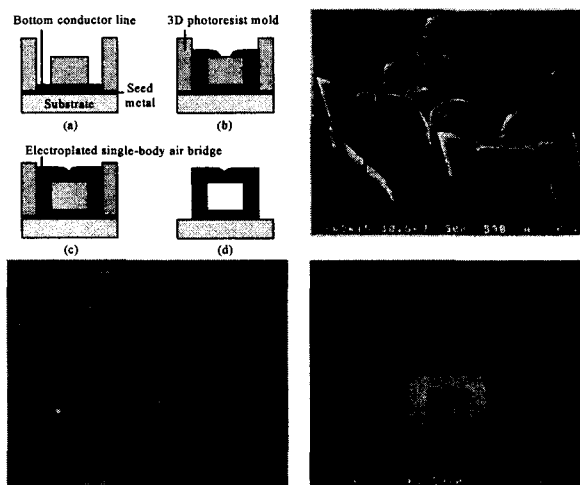 Bottom conductor line
3D photoresist mold
Seed
metal
Substrate
(a)
(b)
Electroplated single-body air bridge
(c)
(d)